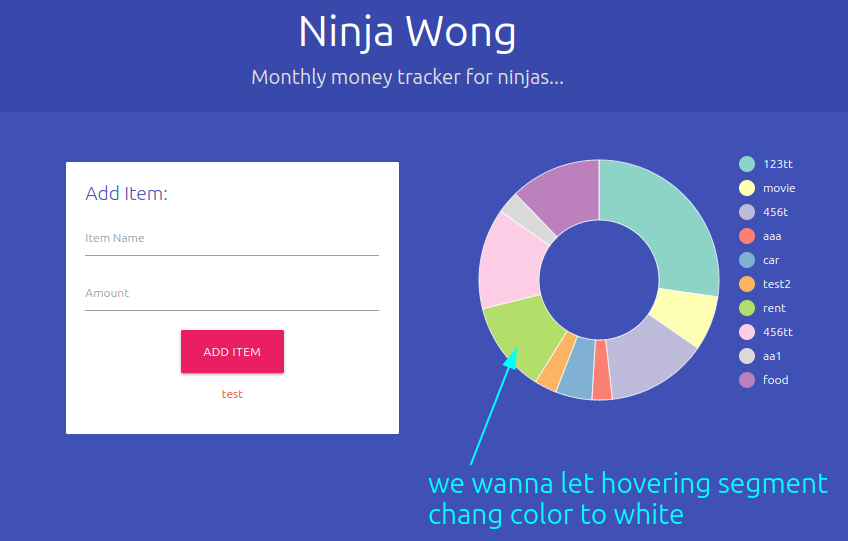 Ninja Wong
Monthly money tracker for ninjas...
Add Item:
Item Name
Amount
ADD ITEM
test
123tt
movie
456t
aaa
car
test2
rent
456tt
aa1
food
we wanna let hovering segment
chang color to white